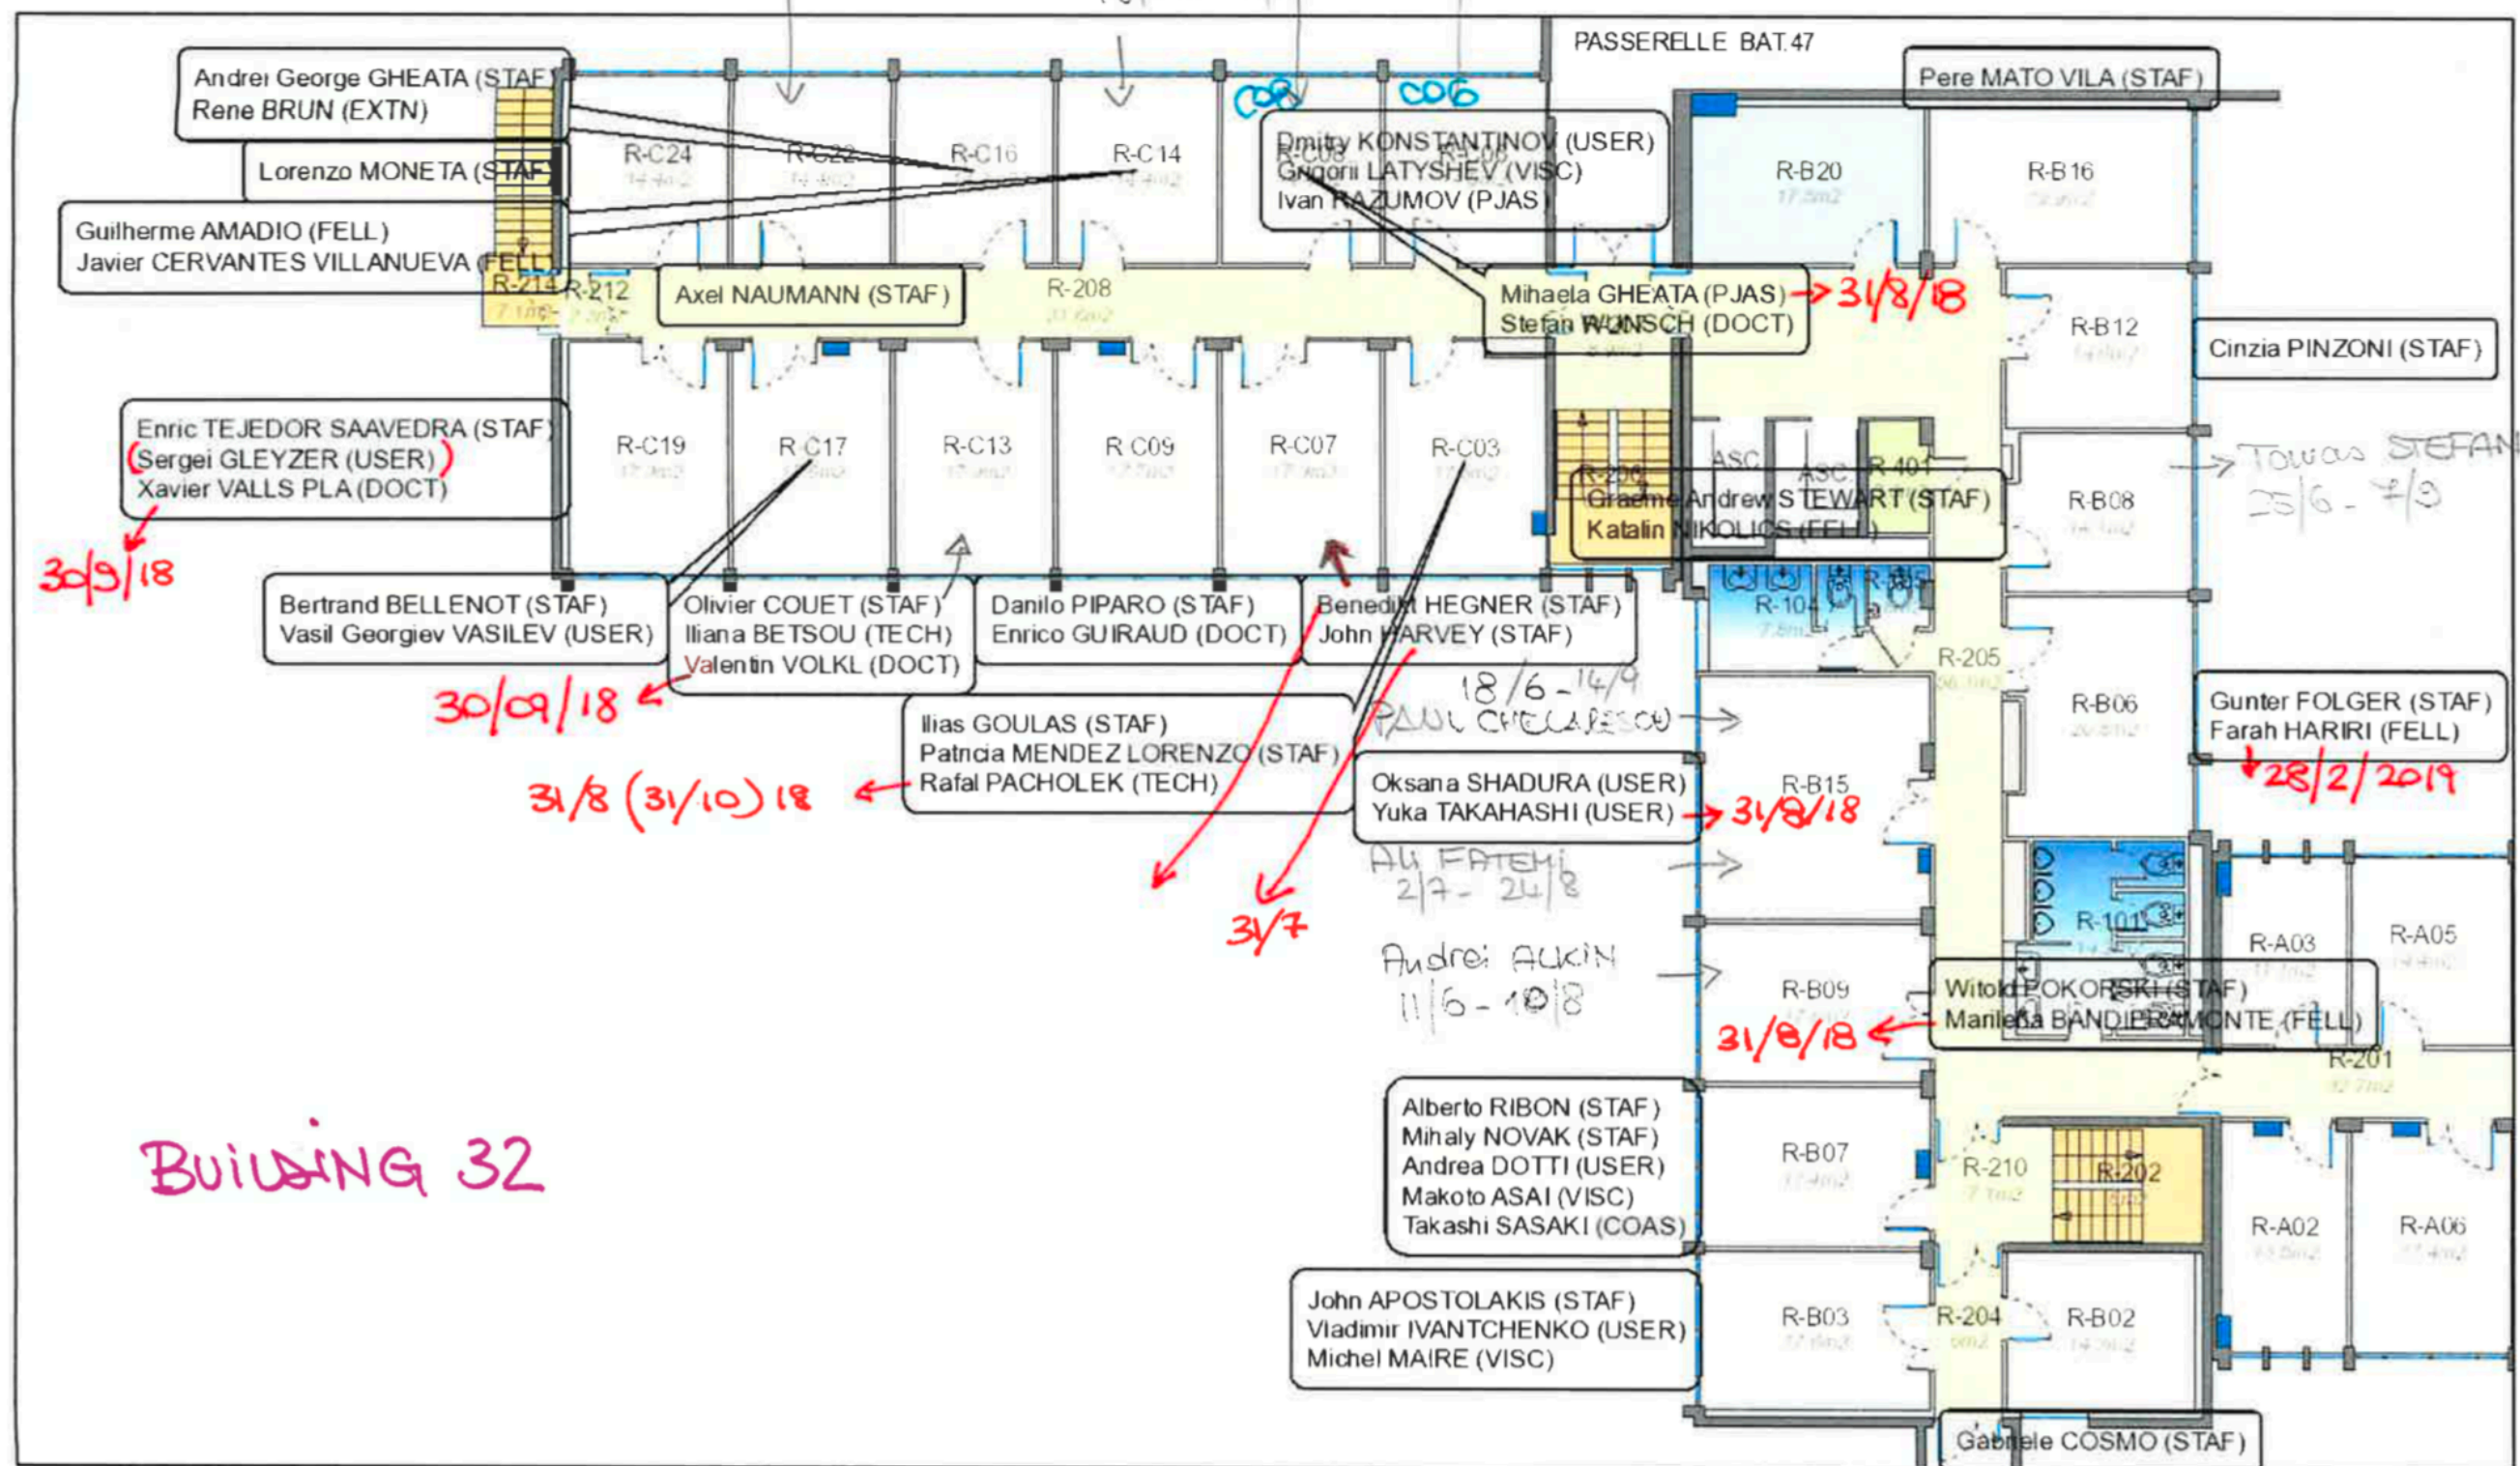 PASSERELLE BAT.47
Andrei George GHEATA (STAF)
Rene BRUN (EXTN)
Lorenzo MONETA (STAF)
Guilherme AMADIO (FELL)
Javier CERVANTES VILLANUEVA (FELL)
C08
C06
Pere MATO VILA (STAF)
Dmitry KONSTANTINOV (USER)
Grigorii LATYSHEV (VISC)
Ivan RAZUMOV (PJAS)
R-C24
R-C22
R-C16
R-C14
R-C08
R-C06
R-B20
17.5m2
R-B16
R-214
R-212
Axel NAUMANN (STAF)
R-208
Mihaela GHEATA (PJAS)
Stefan WUNSCH (DOCT)
31/8/18
R-B12
Cinzia PINZONI (STAF)
Enric TEJEDOR SAAVEDRA (STAF)
(Sergei GLEYZER (USER))
Xavier VALLS PLA (DOCT)
30/9/18
R-C19
R-C17
R-C13
R-C09
R-C07
R-C03
ASC
ASC
R-401
R-206
Graeme Andrew STEWART (STAF)
Katalin NIKOLICS (FELL)
R-B08
STEFAN
Bertrand BELLENOT (STAF)
Vasil Georgiev VASILEV (USER)
Olivier COUET (STAF)
Iliana BETSOU (TECH)
Valentin VOLKL (DOCT)
30/09/18
Danilo PIPARO (STAF)
Enrico GUIRAUD (DOCT)
Benedikt HEGNER (STAF)
John HARVEY (STAF)
31/7
R-104
R-205
R-B06
Gunter FOLGER (STAF)
Farah HARIRI (FELL)
28/2/2019
Ilias GOULAS (STAF)
Patricia MENDEZ LORENZO (STAF)
Rafal PACHOLEK (TECH)
31/8 (31/10) 18
18/6-14/9
PAUL
Oksana SHADURA (USER)
Yuka TAKAHASHI (USER)
31/8/18
R-B15
Ali FATEMI
2/7 - 24/8
Andrei ALKIN
11/6 - 10/8
R-B09
R-101
R-A03
R-A05
Witold POKORSKI (STAF)
Marilena BANDIERAMONTE (FELL)
31/8/18
R-201
Alberto RIBON (STAF)
Mihaly NOVAK (STAF)
Andrea DOTTI (USER)
Makoto ASAI (VISC)
Takashi SASAKI (COAS)
R-B07
R-210
R-202
R-A02
R-A06
BUILDING 32
John APOSTOLAKIS (STAF)
Vladimir IVANTCHENKO (USER)
Michel MAIRE (VISC)
R-B03
R-204
R-B02
Gabriele COSMO (STAF)